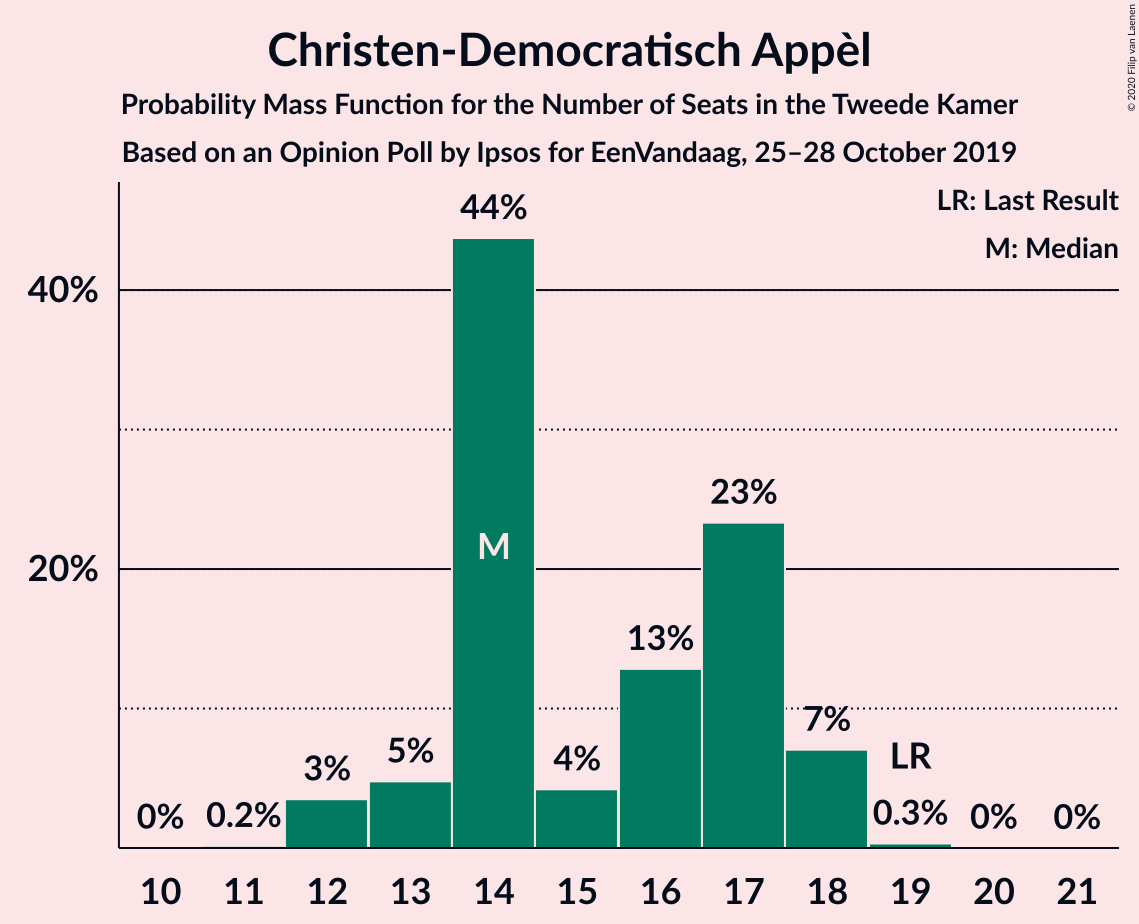 Christen-Democratisch Appèl
Probability Mass Function for the Number of Seats in the Tweede Kamer
Based on an Opinion Poll by Ipsos for EenVandaag, 25–28 October 2019
© 2020 Filip van Laenen
LR: Last Result
M: Median
44%
40%
23%
M
20%
13%
7%
5%
3%
4%
LR
0%
0.2%
0.3%
0%
0%
10 11 12 13 14 15 16 17 18 19 20 21